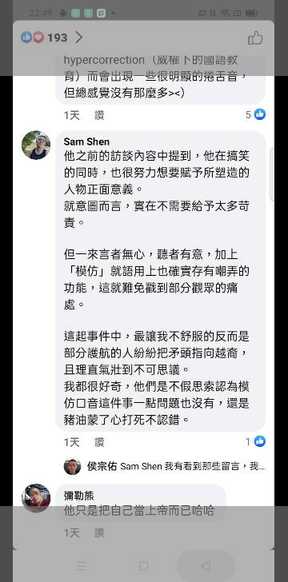 193
hypercorrection（威權下的國語教
育）而會出現一些很明顯的捲舌音，
但總感覺沒有那麼多><）
1天 讚 5
Sam Shen
他之前的訪談內容中提到，他在搞笑
的同時，也很努力想要賦予所塑造的
人物正面意義。
就意圖而言，實在不需要給予太多苛
責。
但一來言者無心，聽者有意，加上
「模仿」就語用上也確實存有嘲弄的
功能，這就難免戳到部分觀眾的痛
處。
這起事件中，最讓我不舒服的反而是
部分護航的人紛紛把矛頭指向越裔，
且理直氣壯到不可思議。
我都很好奇，他們是不假思索認為模
仿口音這件事一點問題也沒有，還是
豬油蒙了心打死不認錯。
1天 讚 1
侯宗佑 Sam Shen 我有看到那些留言，我…
彌勒熊
他只是把自己當上帝而已哈哈
1天 讚